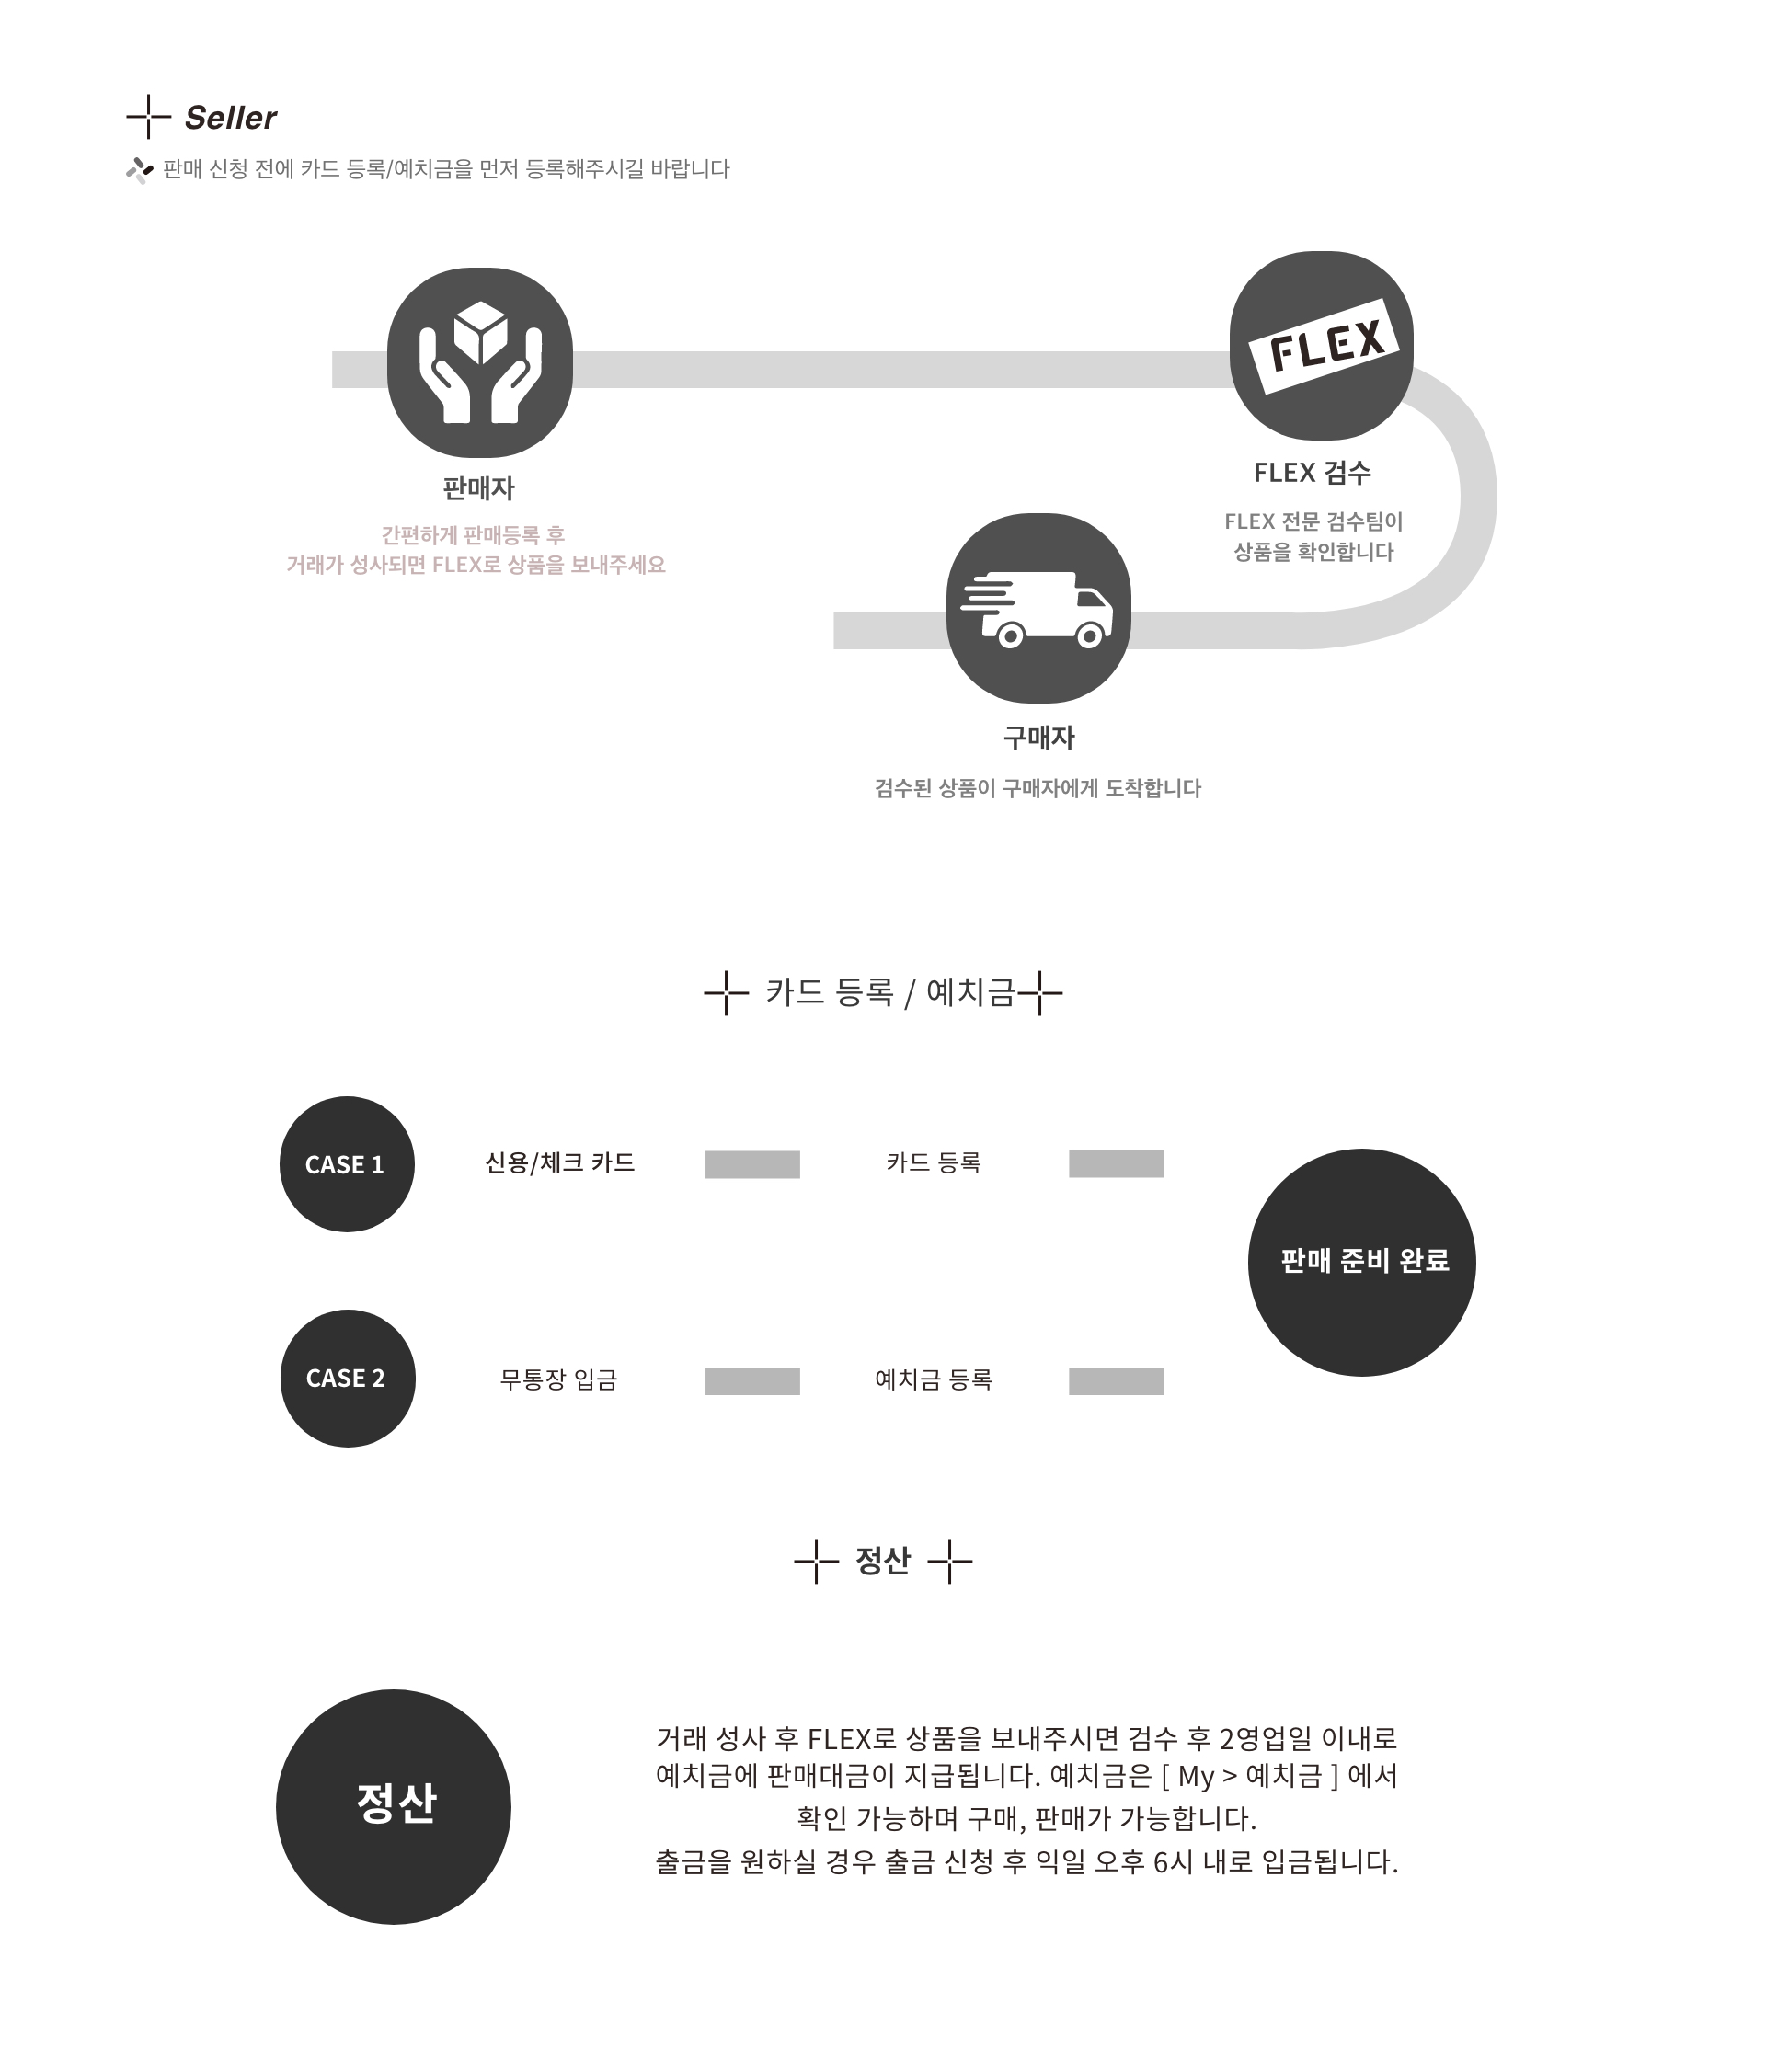 Seller
판매 신청 전에 카드 등록/예치금을 먼저 등록해주시길 바랍니다
FLEX
판매자
간편하게 판매등록 후
거래가 성사되면 FLEX로 상품을 보내주세요
FLEX 검수
FLEX 전문 검수팀이
상품을 확인합니다
구매자
검수된 상품이 구매자에게 도착합니다
카드 등록 / 예치금
CASE 1
신용/체크 카드
카드 등록
판매 준비 완료
CASE 2
무통장 입금
예치금 등록
정산
정산
거래 성사 후 FLEX로 상품을 보내주시면 검수 후 2영업일 이내로
예치금에 판매대금이 지급됩니다. 예치금은 [ My > 예치금 ] 에서
확인 가능하며 구매, 판매가 가능합니다.
출금을 원하실 경우 출금 신청 후 익일 오후 6시 내로 입금됩니다.